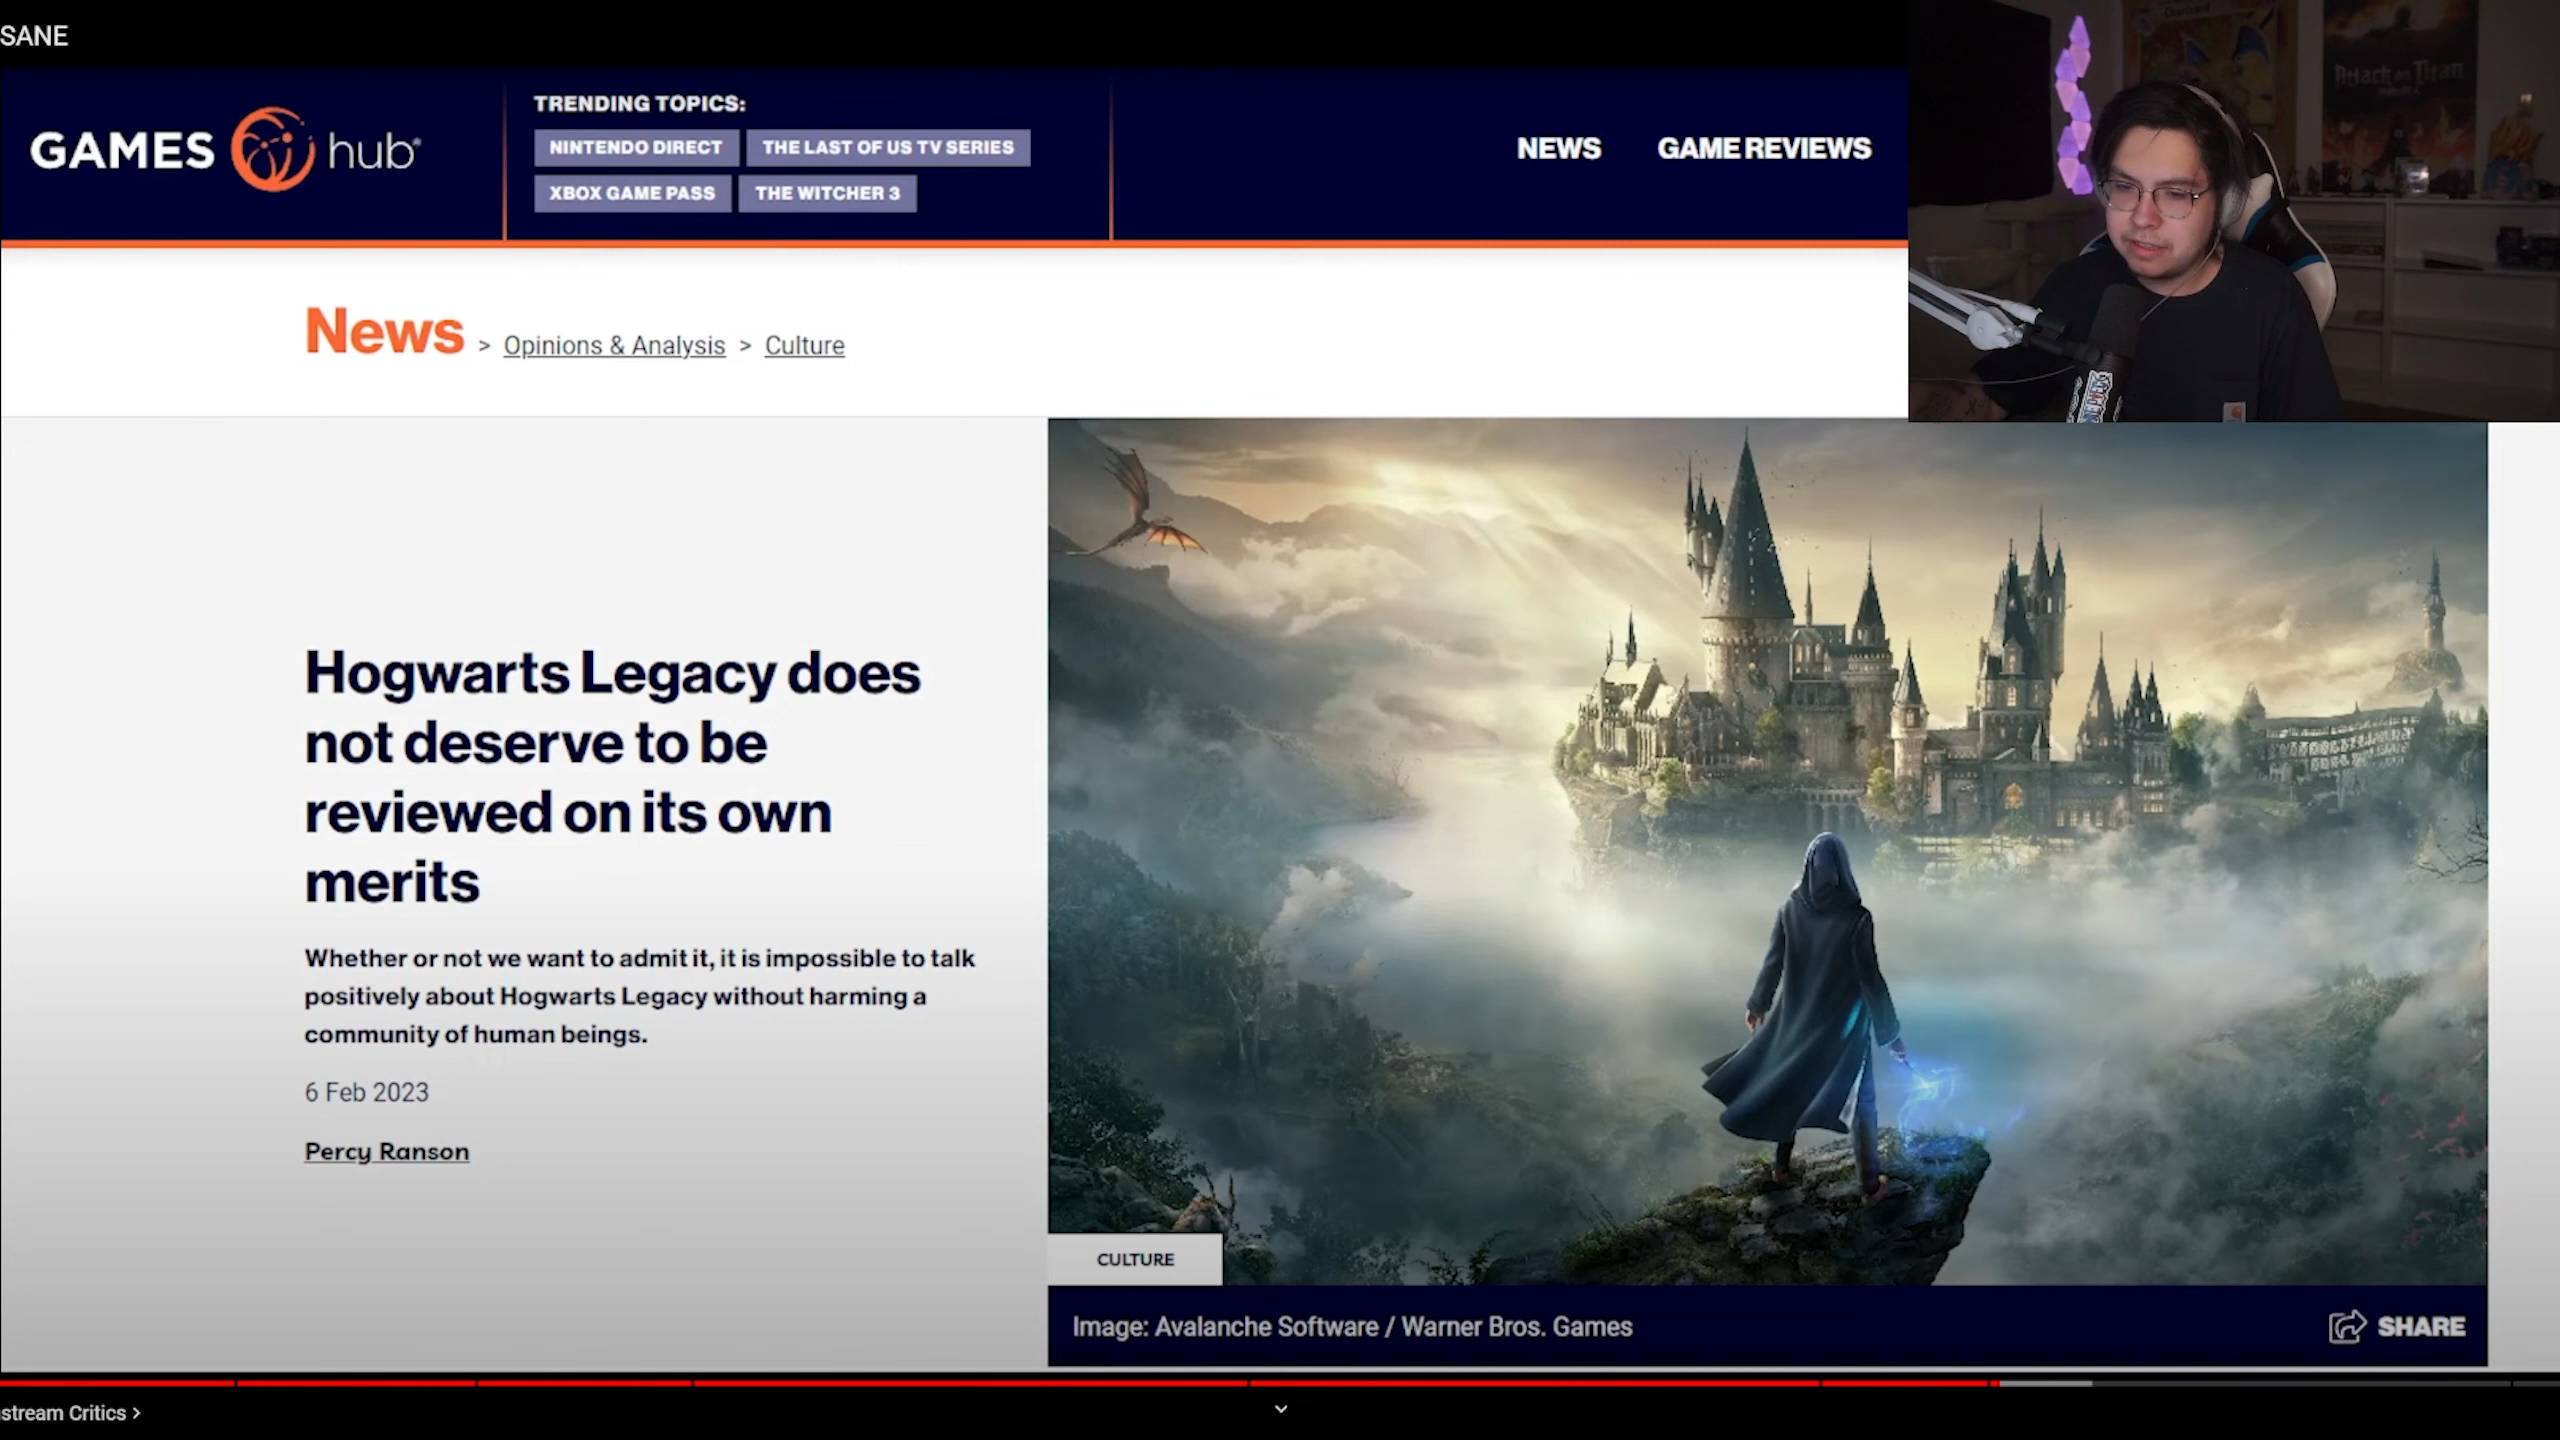 SANE
GAMES hub
TRENDING TOPICS:
NINTENDO DIRECT
THE LAST OF US TV SERIES
XBOX GAME PASS
THE WITCHER 3
NEWS
GAME REVIEWS
Attack on Titan
News > Opinions & Analysis > Culture
Hogwarts Legacy does
not deserve to be
reviewed on its own
merits
Whether or not we want to admit it, it is impossible to talk
positively about Hogwarts Legacy without harming a
community of human beings.
6 Feb 2023
Percy Ranson
CULTURE
Image: Avalanche Software / Warner Bros. Games
SHARE
stream Critics >